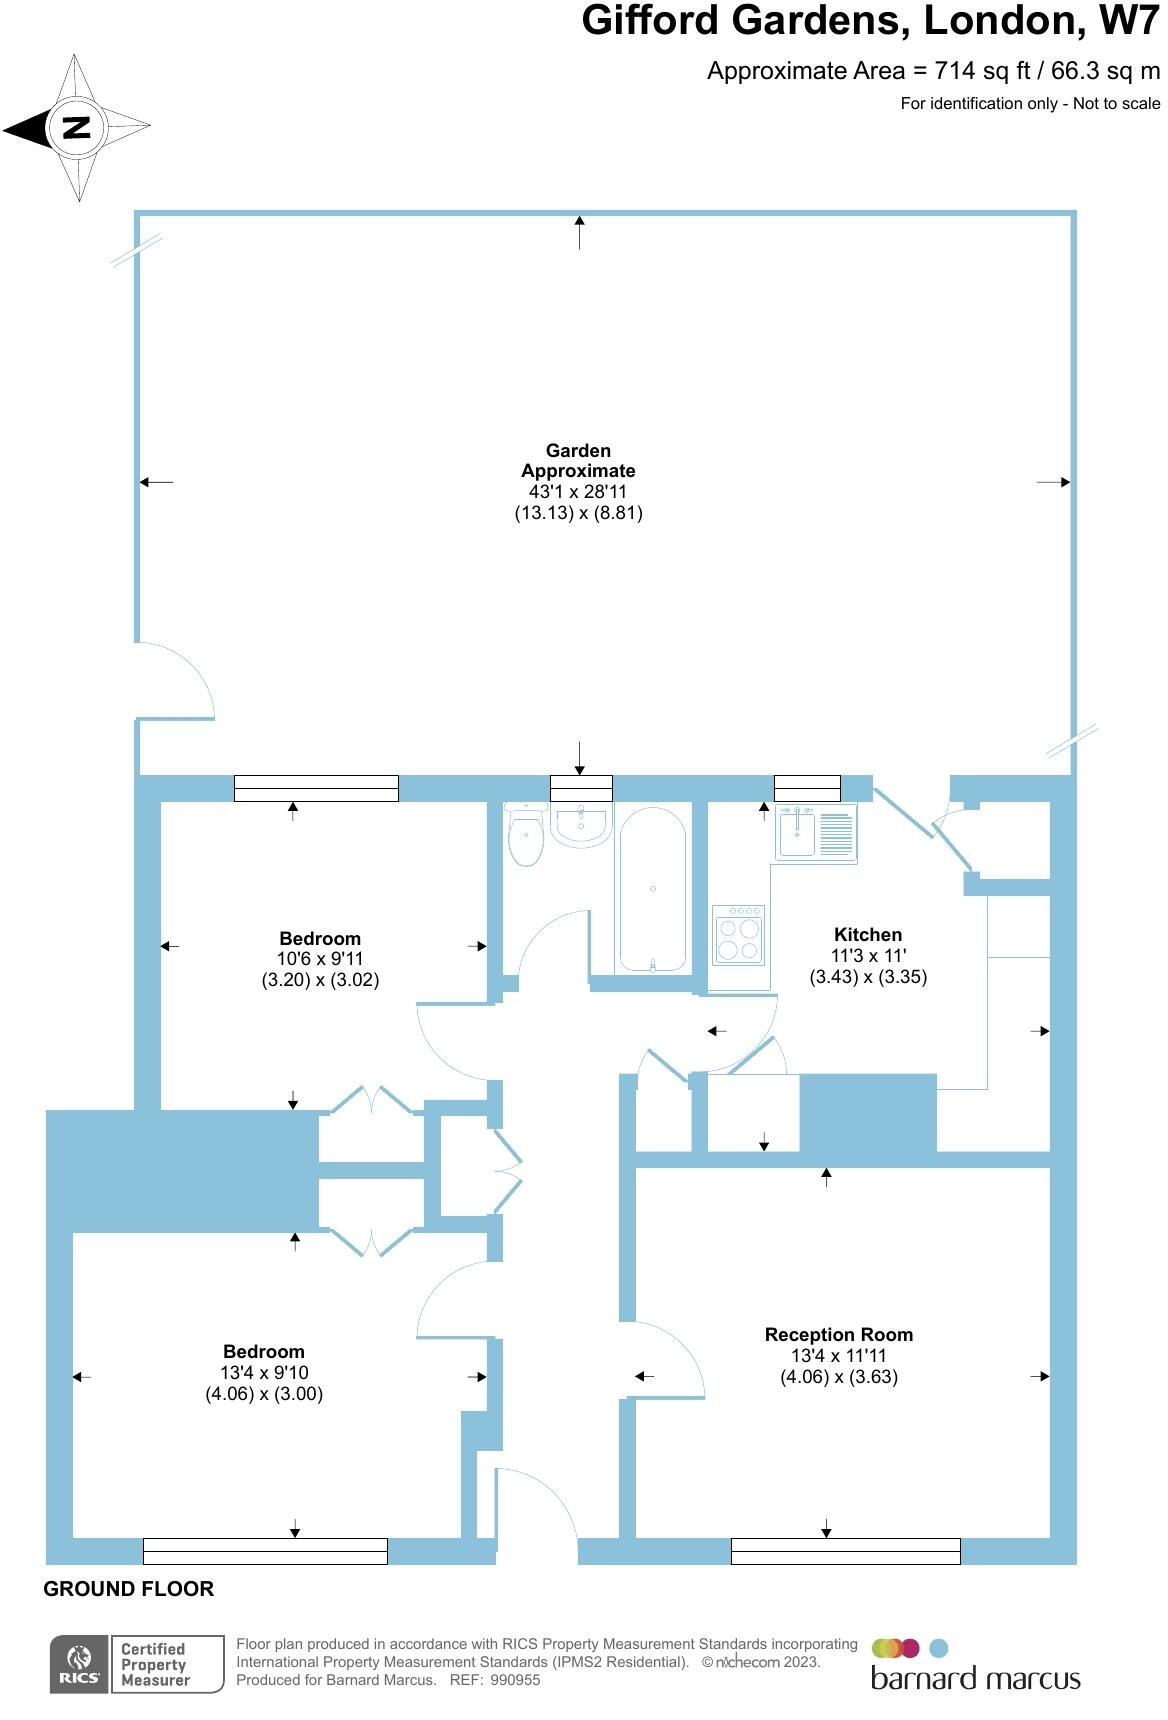 Gifford Gardens, London, W7
Approximate Area = 714 sq ft / 66.3 sq m
For identification only - Not to scale
N
Garden
Approximate
43'1 x 28'11
(13.13) x (8.81)
Bedroom
10'6 x 9'11
(3.20) x (3.02)
Kitchen
11'3 x 11'
(3.43) x (3.35)
Bedroom
13'4 x 9'10
(4.06) x (3.00)
Reception Room
13'4 x 11'11
(4.06) x (3.63)
GROUND FLOOR
RICS
Certified
Property
Measurer
Floor plan produced in accordance with RICS Property Measurement Standards incorporating
International Property Measurement Standards (IPMS2 Residential). © nichecom 2023.
Produced for Barnard Marcus. REF: 990955
barnard marcus